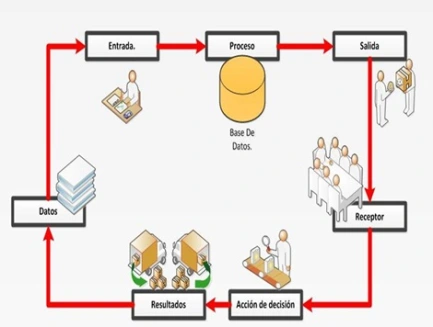 Entrada.
Proceso
Salida
Base De
Datos.
Datos
Receptor
Resultados
Acción de decisión